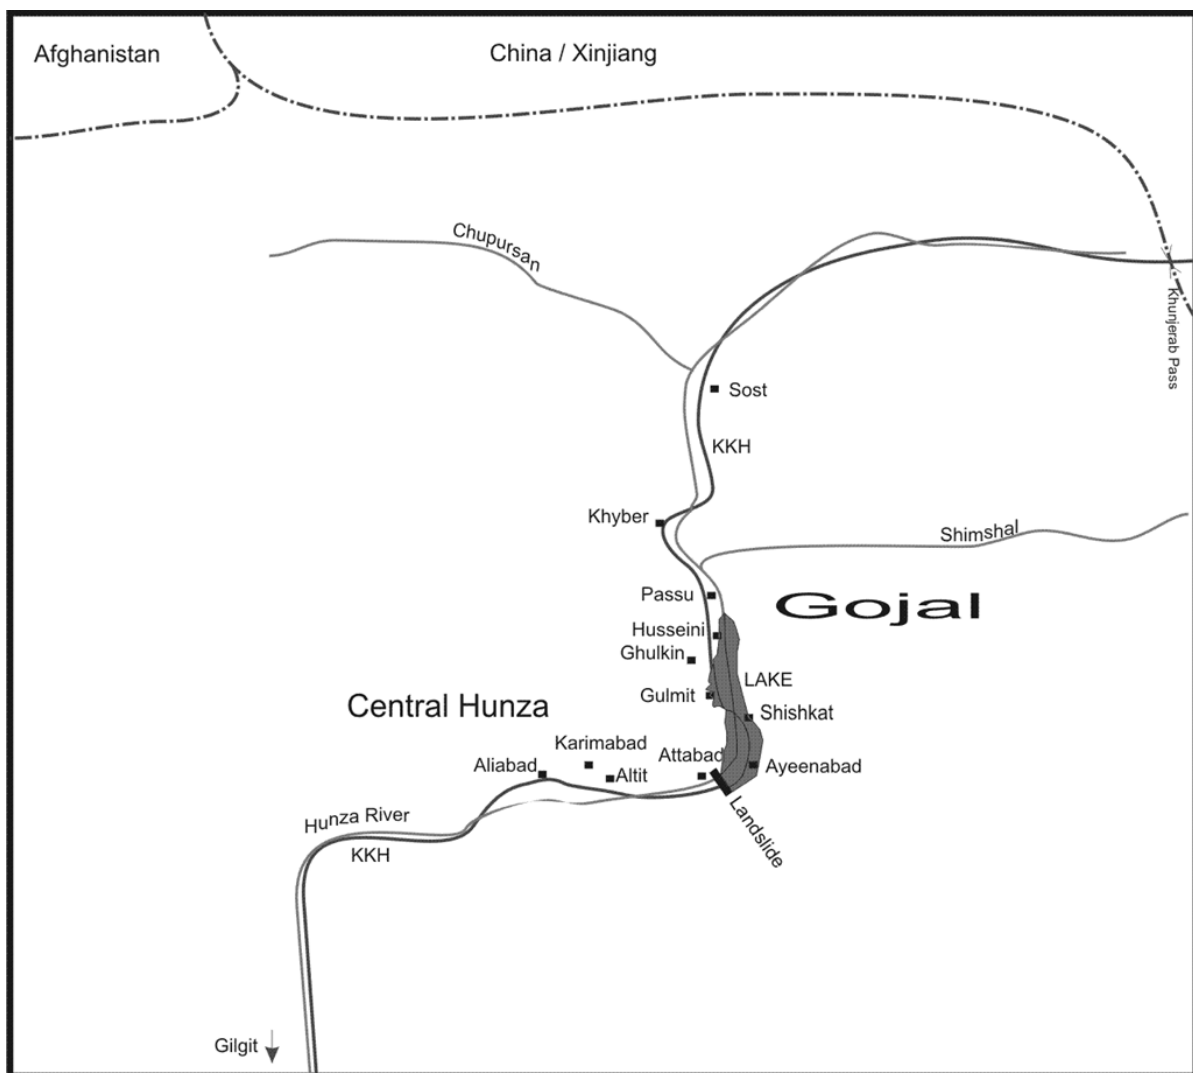 Afghanistan
China / Xinjiang
Chupursan
Khunjerab Pass
Sost
KKH
Khyber
Shimshal
Passu
Gojal
Husseini
Ghulkin
LAKE
Gulmit
Shishkat
Central Hunza
Karimabad
Attabad
Aliabad
Altit
Ayeenabad
Landslide
Hunza River
KKH
Gilgit